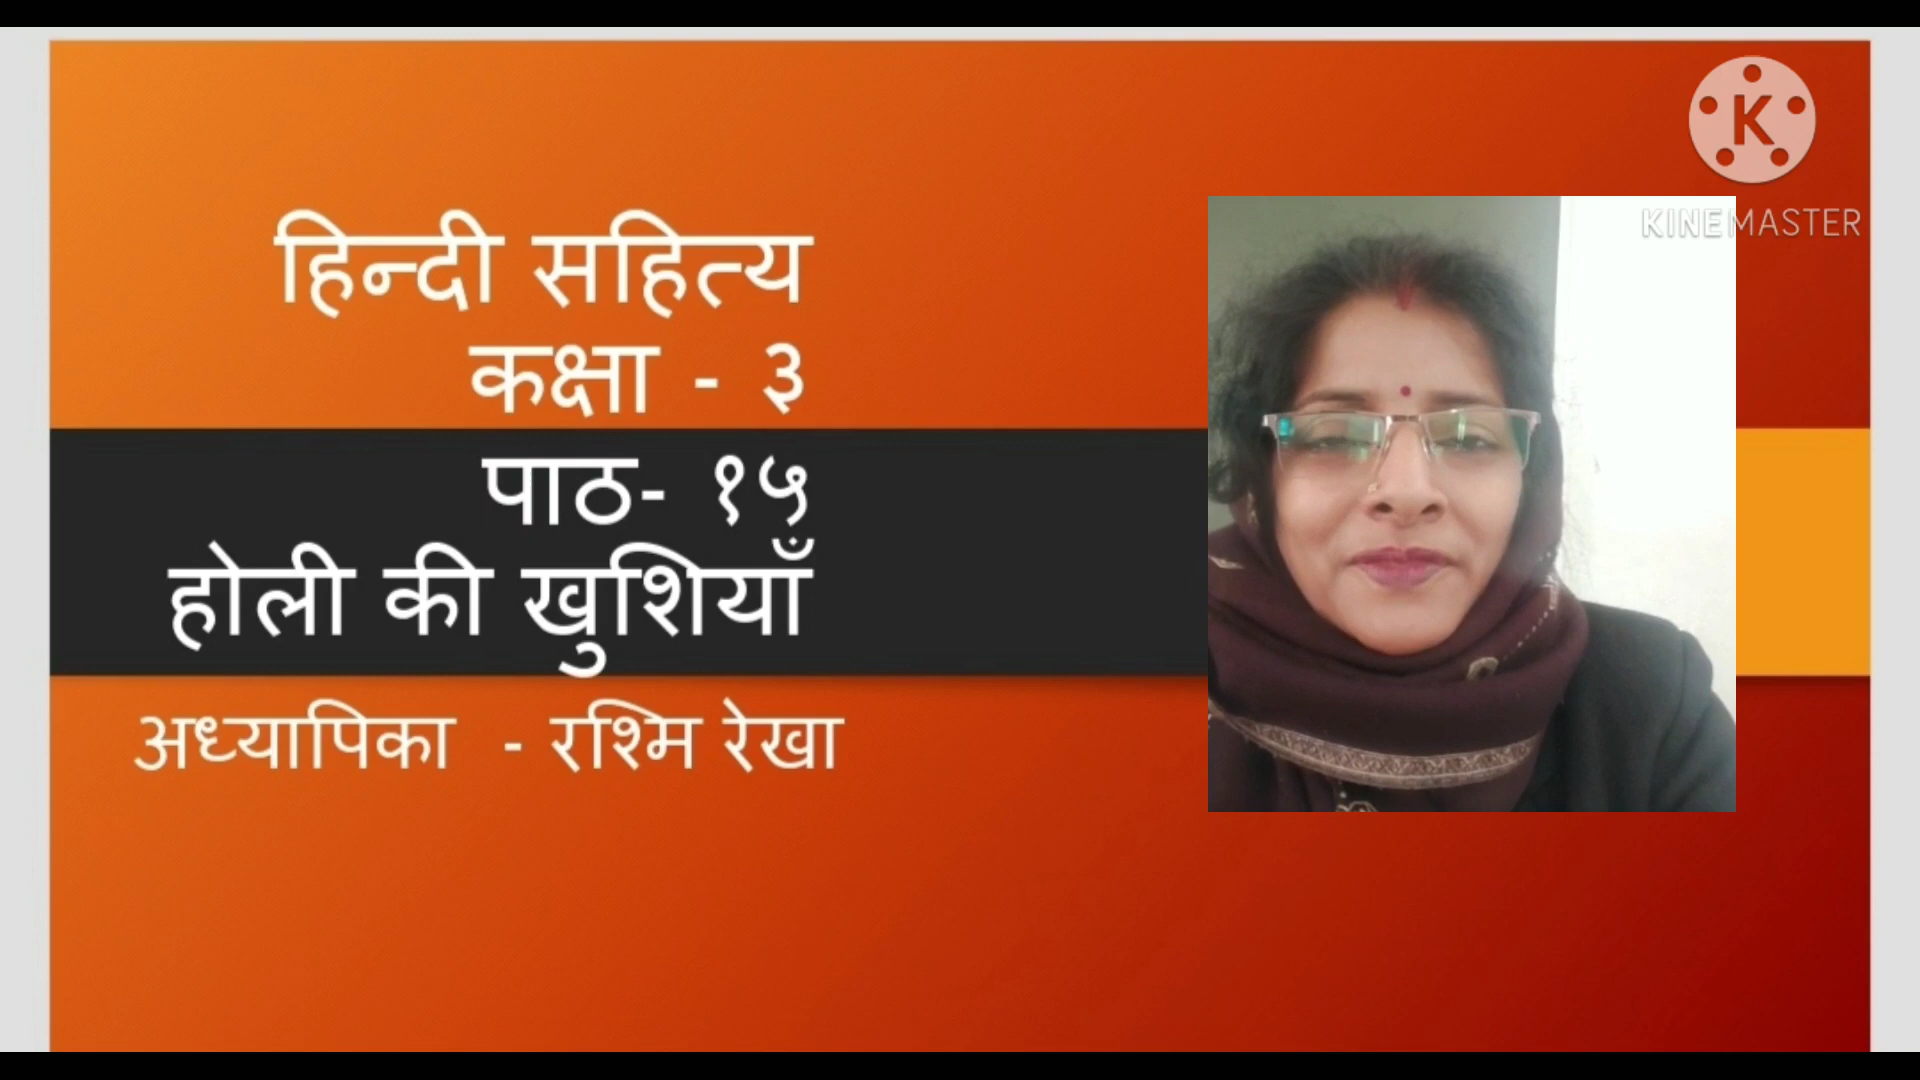 हिन्दी सहित्य
कक्षा - ३
पाठ- १५
होली की खुशियाँ
अध्यापिका - रश्मि रेखा
K
KINEMASTER